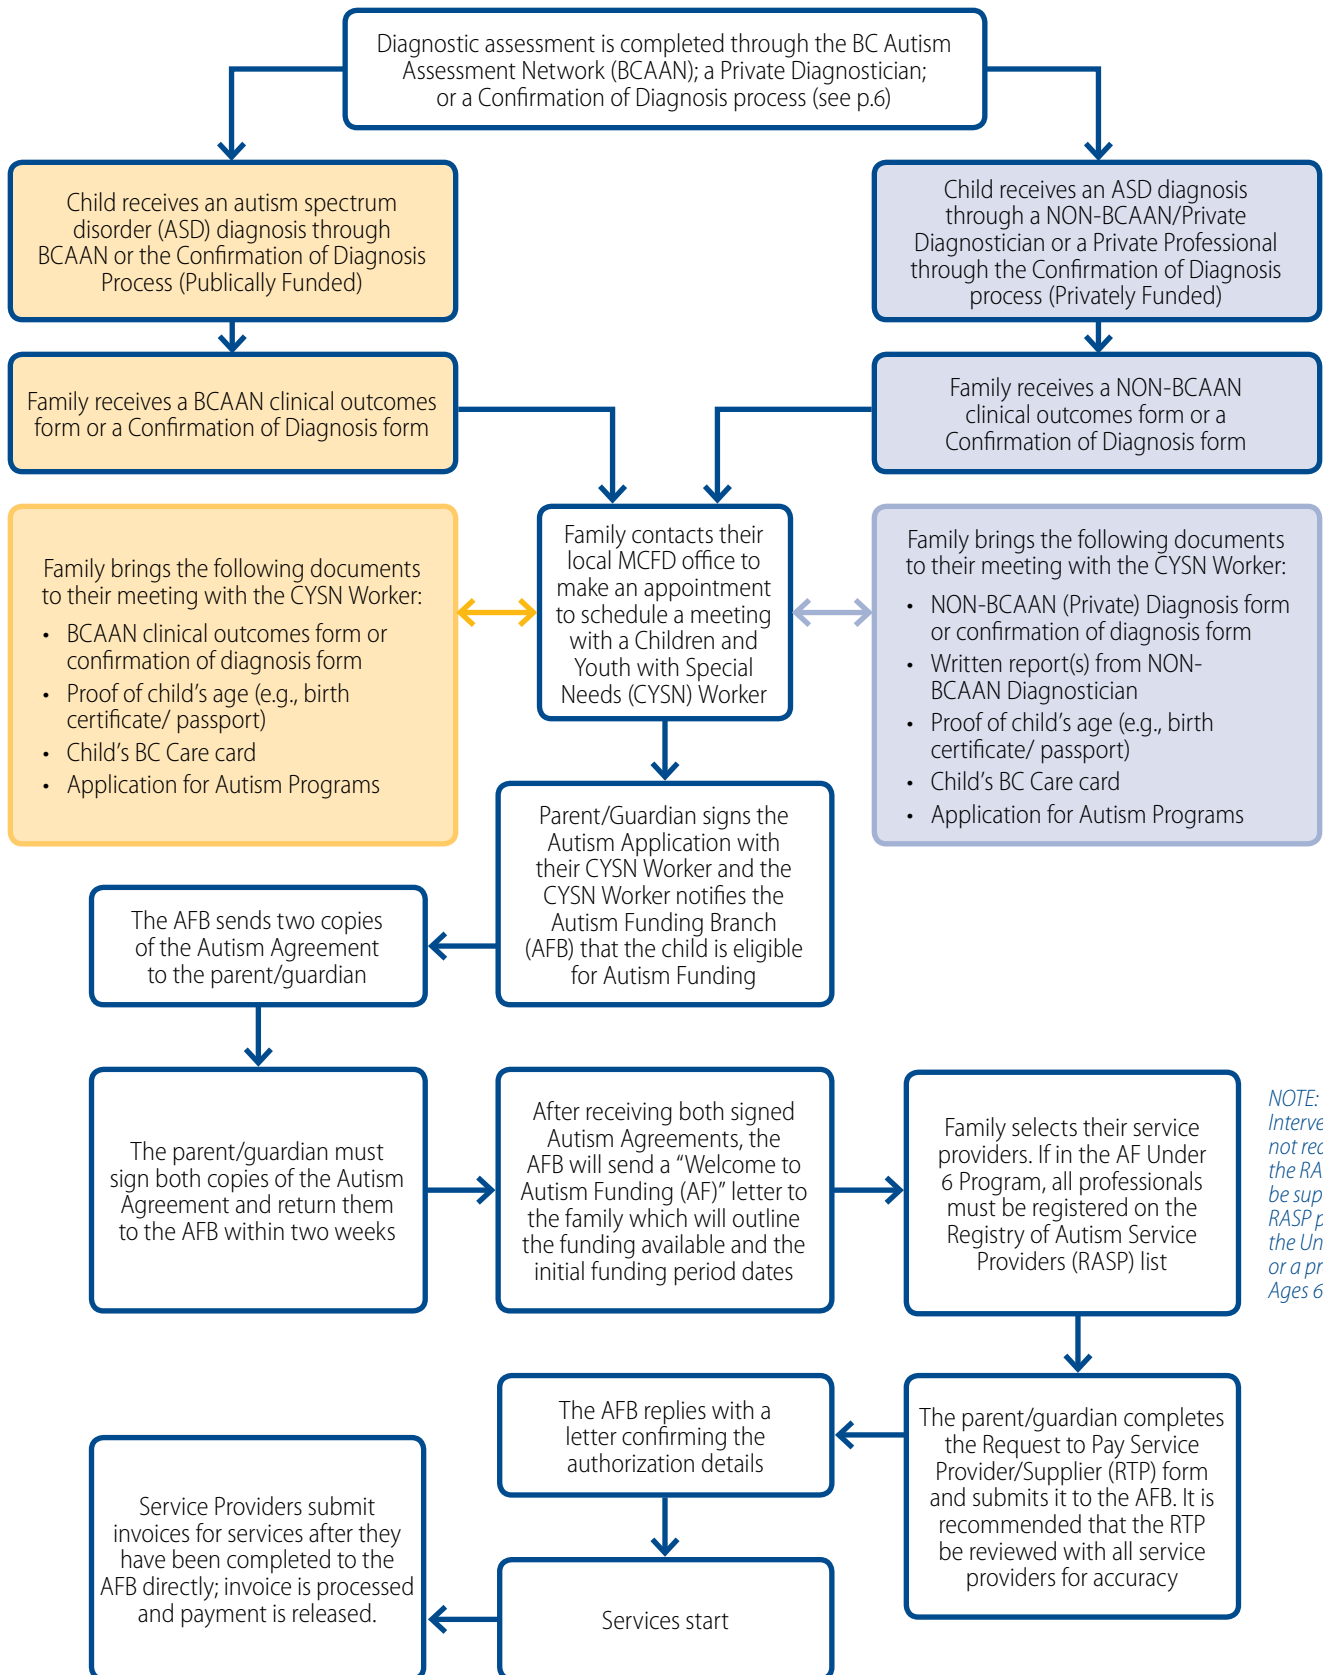 Diagnostic assessment is completed through the BC Autism
Assessment Network (BCAAN); a Private Diagnostician;
or a Confirmation of Diagnosis process (see p.6)
Child receives an autism spectrum
disorder (ASD) diagnosis through
BCAAN or the Confirmation of Diagnosis
Process (Publically Funded)
Child receives an ASD diagnosis
through a NON-BCAAN/Private
Diagnostician or a Private Professional
through the Confirmation of Diagnosis
process (Privately Funded)
Family receives a BCAAN clinical outcomes
form or a Confirmation of Diagnosis form
Family receives a NON-BCAAN
clinical outcomes form or a
Confirmation of Diagnosis form
Family brings the following documents
to their meeting with the CYSN Worker:
• BCAAN clinical outcomes form or
confirmation of diagnosis form
• Proof of child's age (e.g., birth
certificate/ passport)
• Child's BC Care card
• Application for Autism Programs
Family contacts their
local MCFD office to
make an appointment
to schedule a meeting
with a Children and
Youth with Special
Needs (CYSN) Worker
Family brings the following documents
to their meeting with the CYSN Worker:
• NON-BCAAN (Private) Diagnosis form
or confirmation of diagnosis form
• Written report(s) from NON-
BCAAN Diagnostician
• Proof of child's age (e.g., birth
certificate/ passport)
• Child's BC Care card
• Application for Autism Programs
Parent/Guardian signs the
Autism Application with
their CYSN Worker and the
CYSN Worker notifies the
Autism Funding Branch
(AFB) that the child is eligible
for Autism Funding
The AFB sends two copies
of the Autism Agreement
to the parent/guardian
The parent/guardian must
sign both copies of the Autism
Agreement and return them
to the AFB within two weeks
After receiving both signed
Autism Agreements, the
AFB will send a “Welcome to
Autism Funding (AF)” letter to
the family which will outline
the funding available and the
initial funding period dates
Family selects their service
providers. If in the AF Under
6 Program, all professionals
must be registered on the
Registry of Autism Service
Providers (RASP) list
NOTE:
not
the
be
RASP
the
or a
Ages 6
The parent/guardian completes
the Request to Pay Service
Provider/Supplier (RTP) form
and submits it to the AFB. It is
recommended that the RTP
be reviewed with all service
providers for accuracy
The AFB replies with a
letter confirming the
authorization details
Services start
Service Providers submit
invoices for services after they
have been completed to the
AFB directly; invoice is processed
and payment is released.